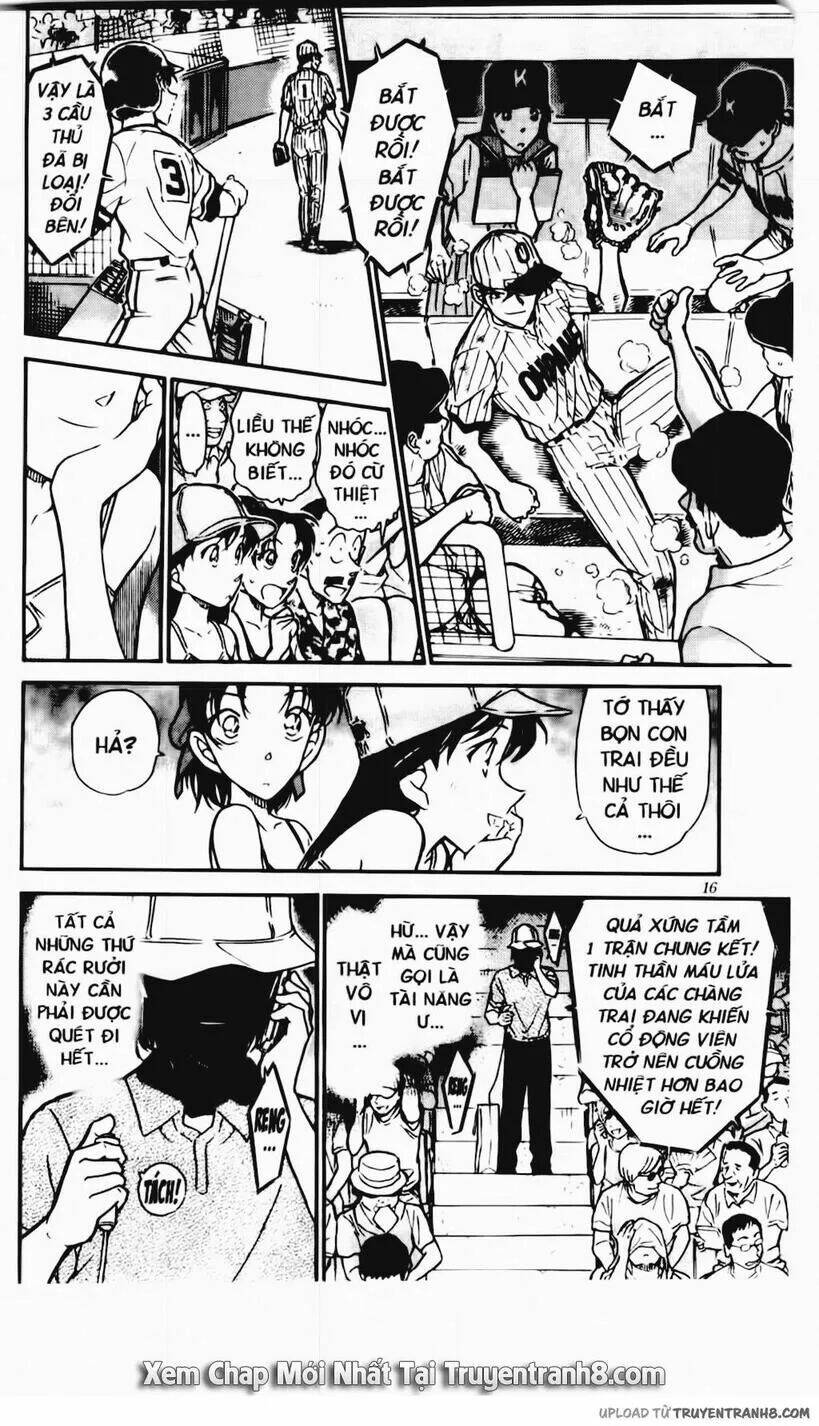 BẮT
...
BẮT
ĐƯỢC
RỒI!
BẮT
ĐƯỢC
RỒI!
VẬY LÀ
3 CẦU
THỦ
ĐÃ BỊ
LOẠI!
ĐỔI
BÊN!
1
3
K
K
O
OHPAME
NHÓC...
NHÓC
ĐÓ CỪ
THIỆT
...
LIỀU THẾ
KHÔNG
BIẾT...
...
TỚ THẤY
BỌN CON
TRAI ĐỀU
NHƯ THẾ
CẢ THÔI
...
HẢ?
16
QUẢ XỨNG TẦM
1 TRẬN CHUNG KẾT!
TINH THẦN MÁU LỬA
CỦA CÁC CHÀNG
TRAI ĐANG KHIẾN
CỔ ĐỘNG VIÊN
TRỞ NÊN CUỒNG
NHIỆT HƠN BAO
GIỜ HẾT!
RENG
...
HỪ... VẬY
MÀ CŨNG
GỌI LÀ
TÀI NĂNG
Ư...
THẬT
VÔ
VỊ
...
RENG
...
TẤT CẢ
NHỮNG THỨ
RÁC RƯỞI
NÀY CẦN
PHẢI ĐƯỢC
QUÉT ĐI
HẾT...
TÁCH!
Xem Chap Mới Nhất Tại Truyentranh8.com
UPLOAD TỪ TRUYENTRANH8.COM